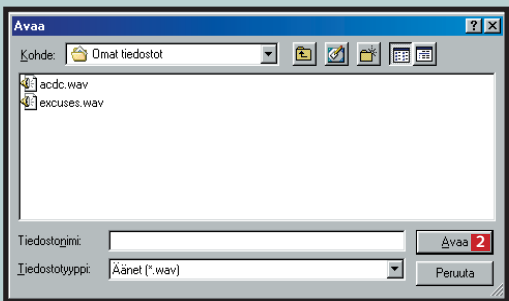 Avaa
Kohde: Omat tiedostot
acdc.wav
excuses.wav
Tiedostonimi: Avaa 2
Tiedostotyyppi: Äänet (*.wav) Peruuta